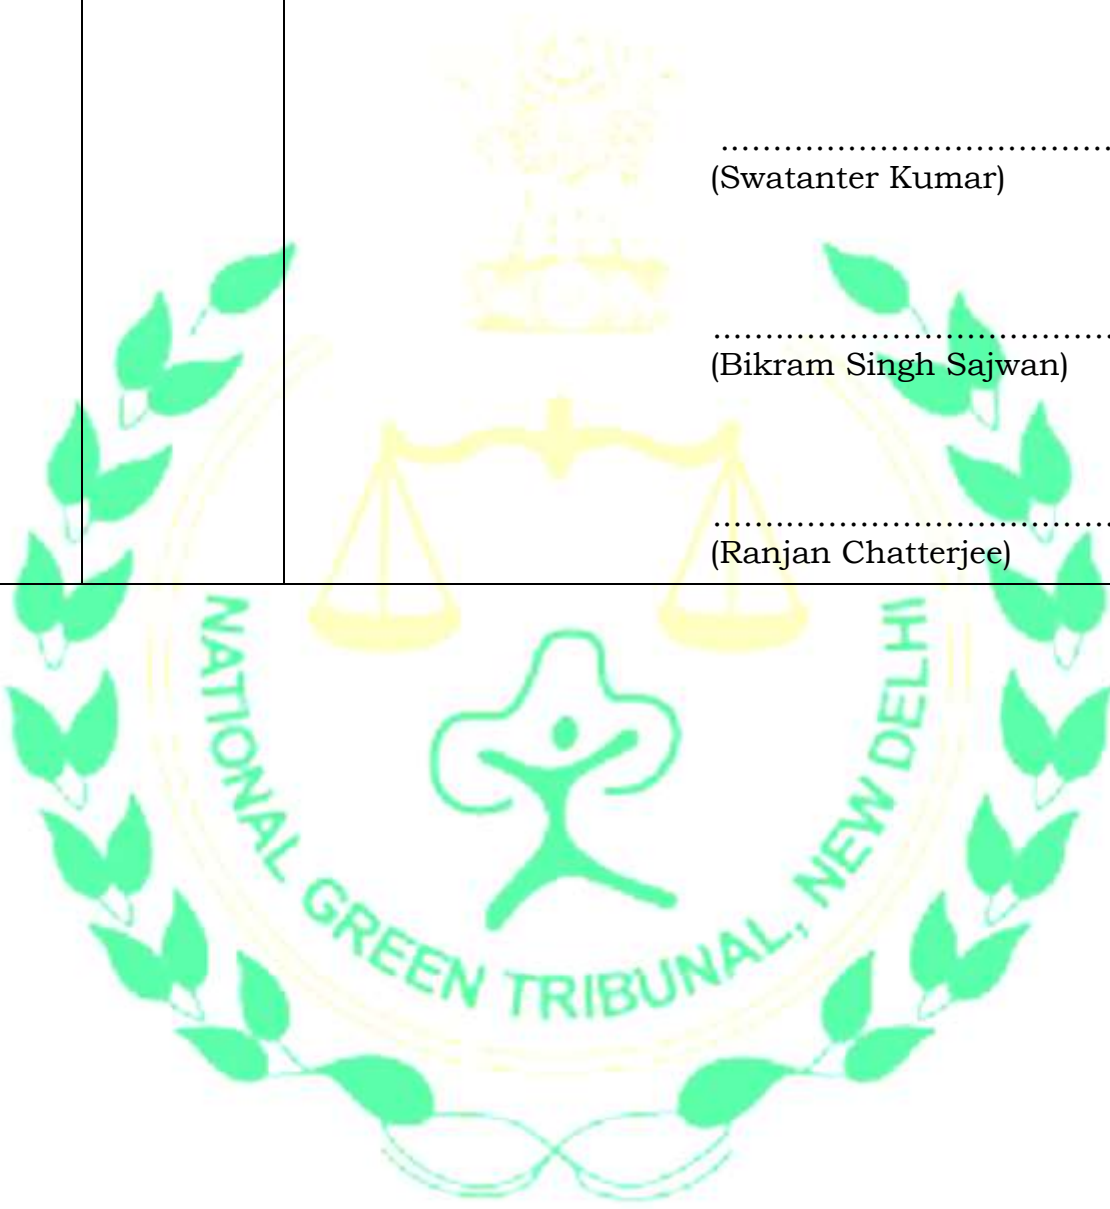 .....................................
(Swatanter Kumar)
.....................................
(Bikram Singh Sajwan)
.....................................
(Ranjan Chatterjee)
NATIONAL GREEN TRIBUNAL, NEW DELHI